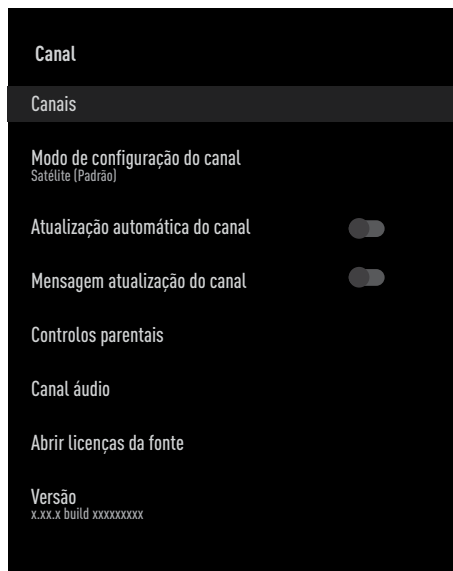 Canal
Canais
Modo de configuração do canal
Satélite (Padrão)
Atualização automática do canal
Mensagem atualização do canal
Controlos parentais
Canal áudio
Abrir licenças da fonte
Versão
x.xx.x build xxxxxxxxx